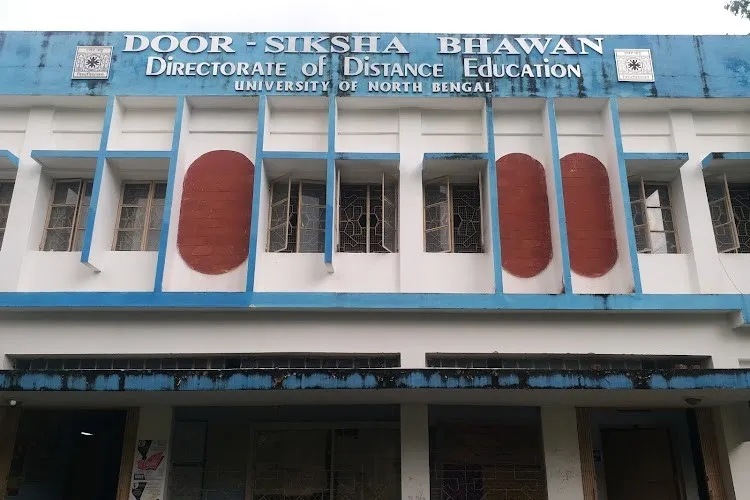 DOOR - SIKSHA BHAWAN
DIRECTORATE OF DISTANCE EDUCATION
UNIVERSITY OF NORTH BENGAL